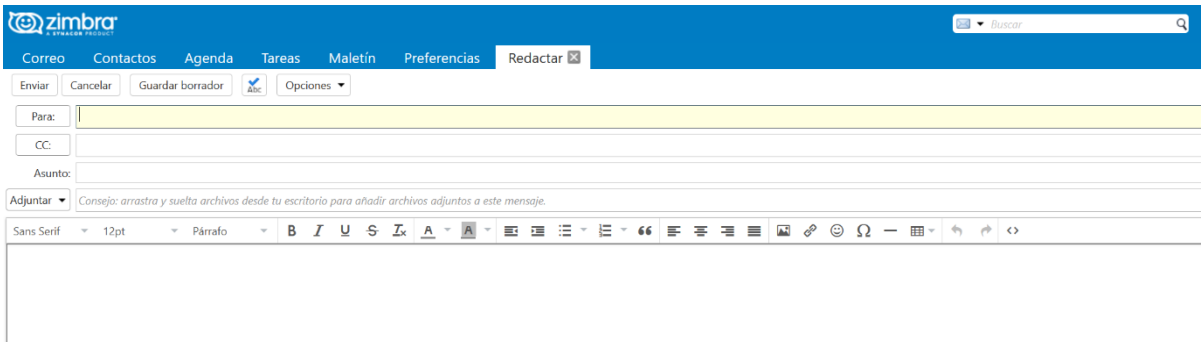 zimbra
A SYNACOR PRODUCT
Buscar
Correo Contactos Agenda Tareas Maletín Preferencias Redactar
Enviar Cancelar Guardar borrador Abc Opciones
Para:
CC:
Asunto:
Adjuntar Consejo: arrastra y suelta archivos desde tu escritorio para añadir archivos adjuntos a este mensaje.
Sans Serif 12pt Párrafo B I U S Tx A A Ω